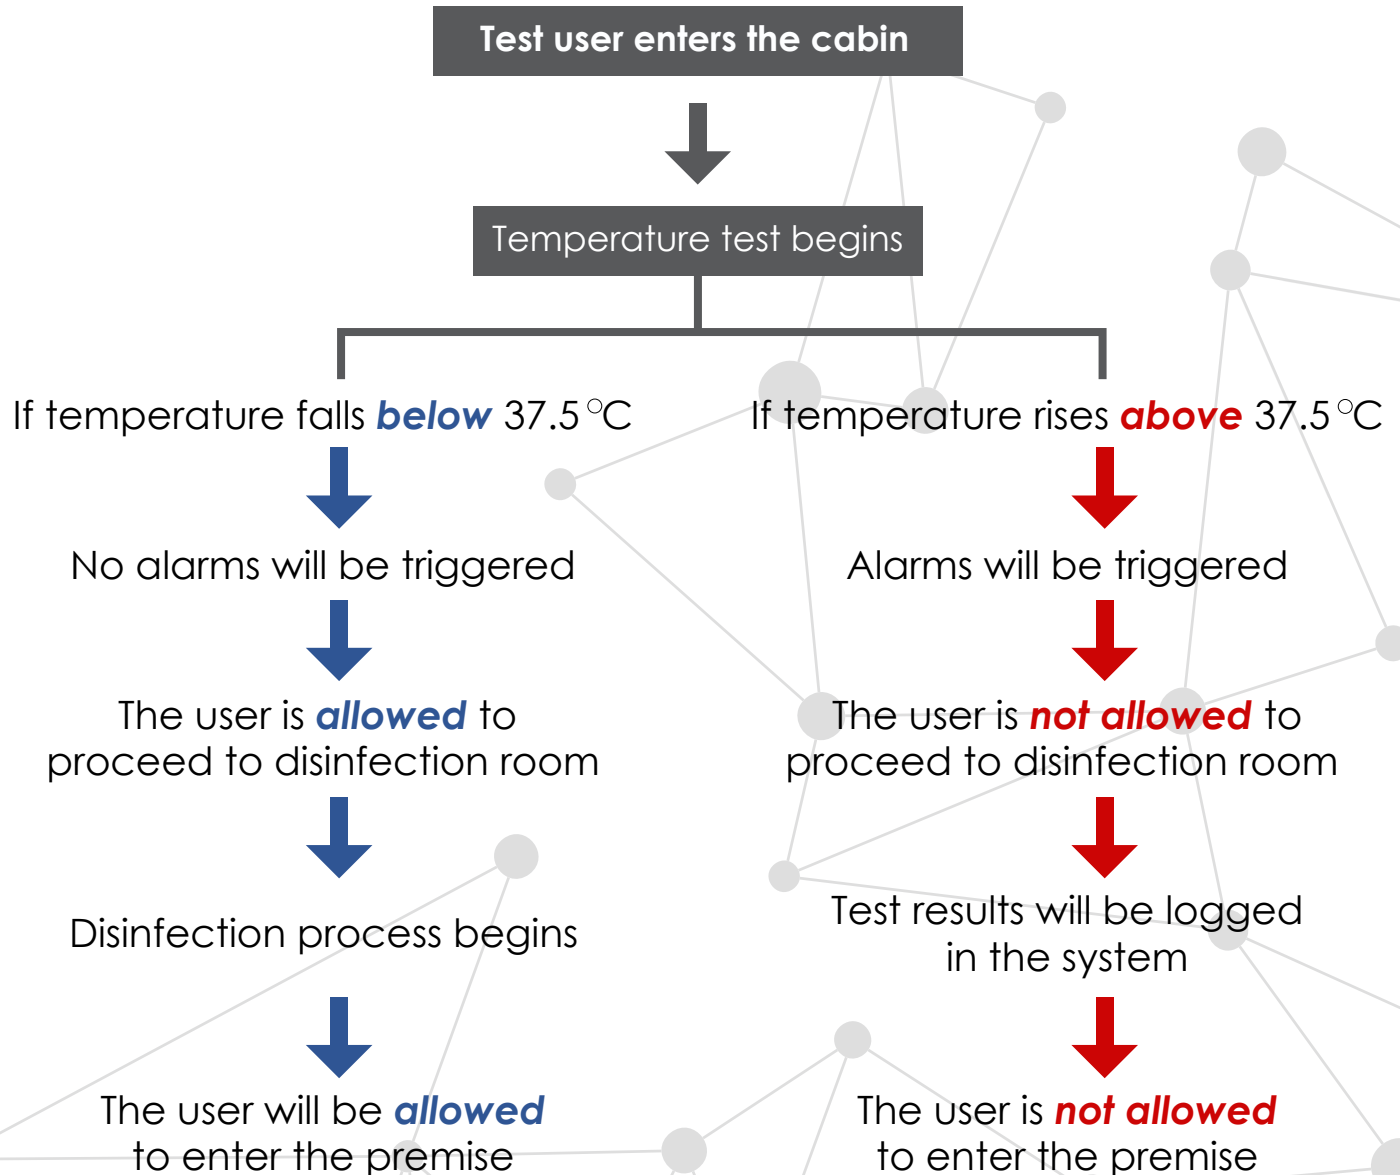 Test user enters the cabin
Temperature test begins
If temperature falls below 37.5 °C
No alarms will be triggered
The user is allowed to
proceed to disinfection room
Disinfection process begins
The user will be allowed
to enter the premise
If temperature rises above 37.5 °C
Alarms will be triggered
The user is not allowed to
proceed to disinfection room
Test results will be logged
in the system
The user is not allowed
to enter the premise